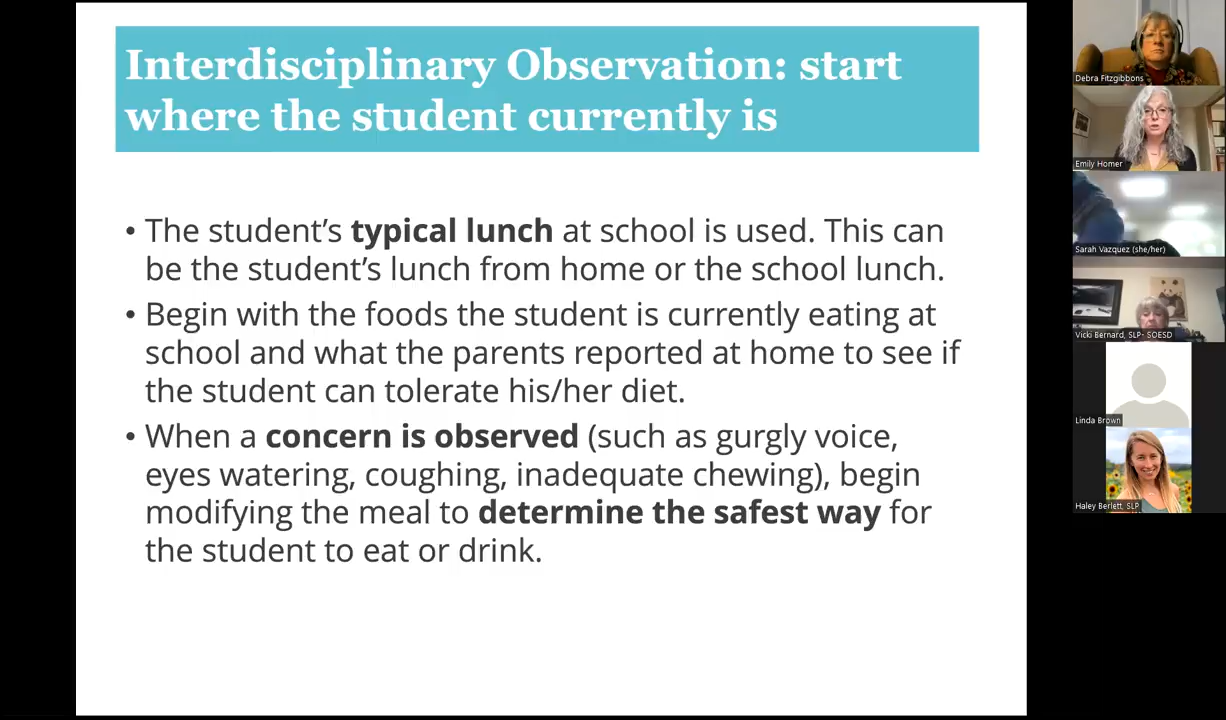 Interdisciplinary Observation: start
where the student currently is
• The student’s typical lunch at school is used. This can
be the student’s lunch from home or the school lunch.
• Begin with the foods the student is currently eating at
school and what the parents reported at home to see if
the student can tolerate his/her diet.
• When a concern is observed (such as gurgly voice,
eyes watering, coughing, inadequate chewing), begin
modifying the meal to determine the safest way for
the student to eat or drink.
Debra Fitzgibbons
Emily Homer
Sarah Vazquez (she/her)
Vicki Bernard, SLP- SOESD
Linda Brown
Haley Berlett, SLP